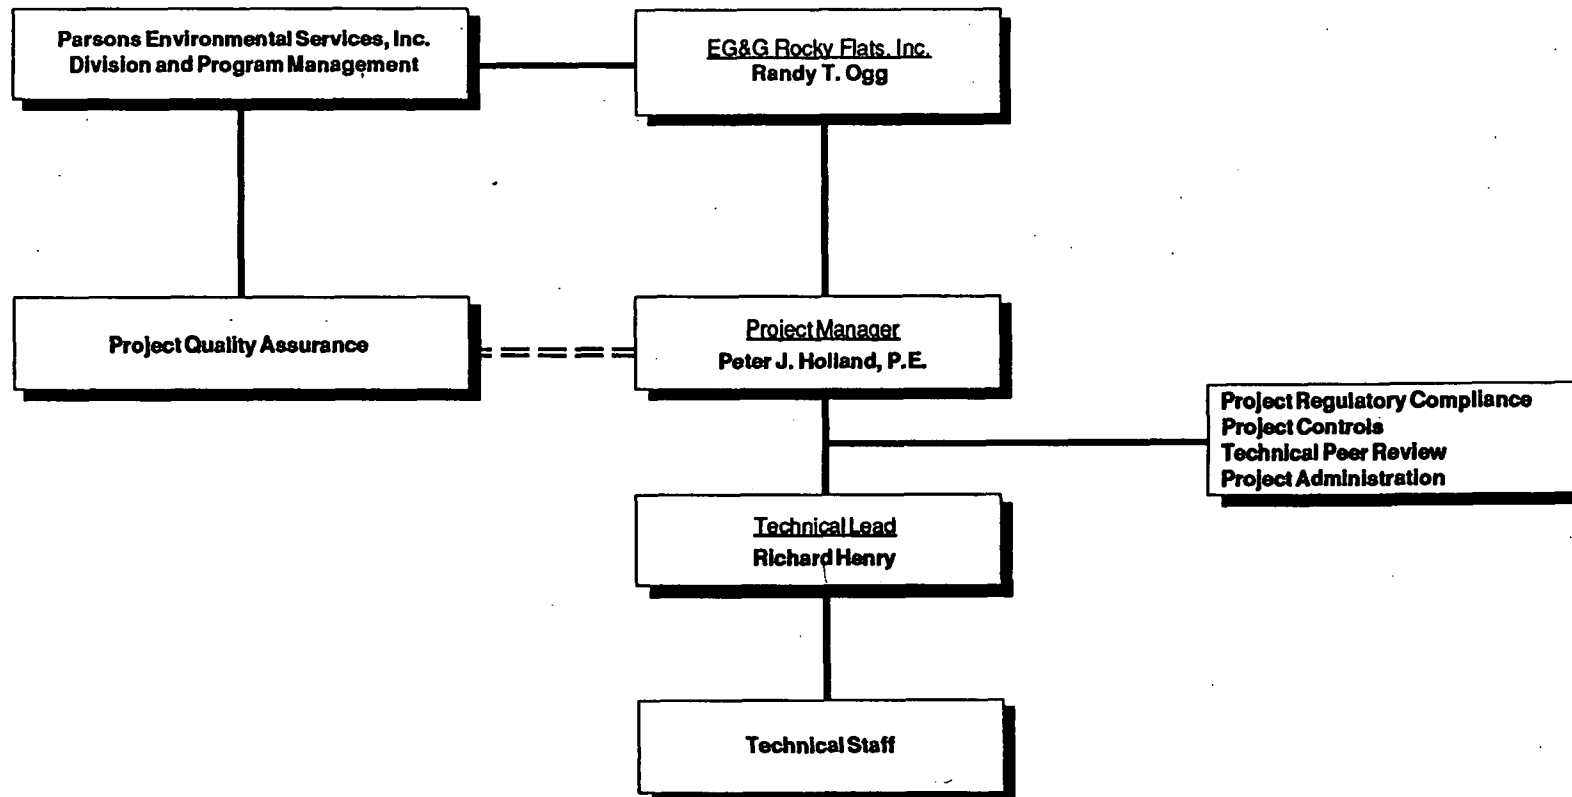 Parsons Environmental Services, Inc.
Division and Program Management
EG&G Rocky Flats, Inc.
Randy T. Ogg
Project Quality Assurance
Project Manager
Peter J. Holland, P.E.
Project Regulatory Compliance
Project Controls
Technical Peer Review
Project Administration
Technical Lead
Richard Henry
Technical Staff